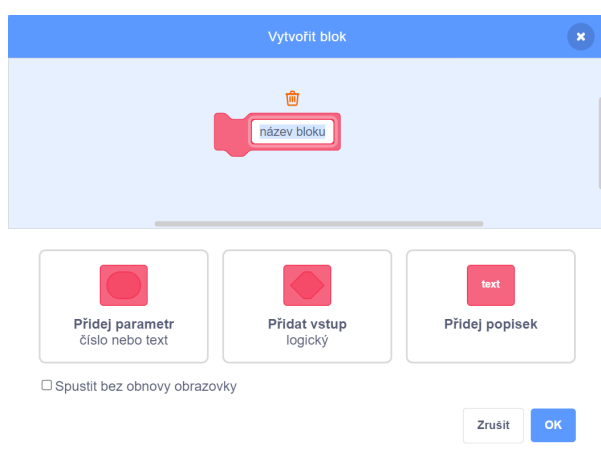 Vytvořit blok
název bloku
text
Přidej parametr
číslo nebo text
Přidat vstup
logický
Přidej popisek
Spustit bez obnovy obrazovky
Zrušit
OK